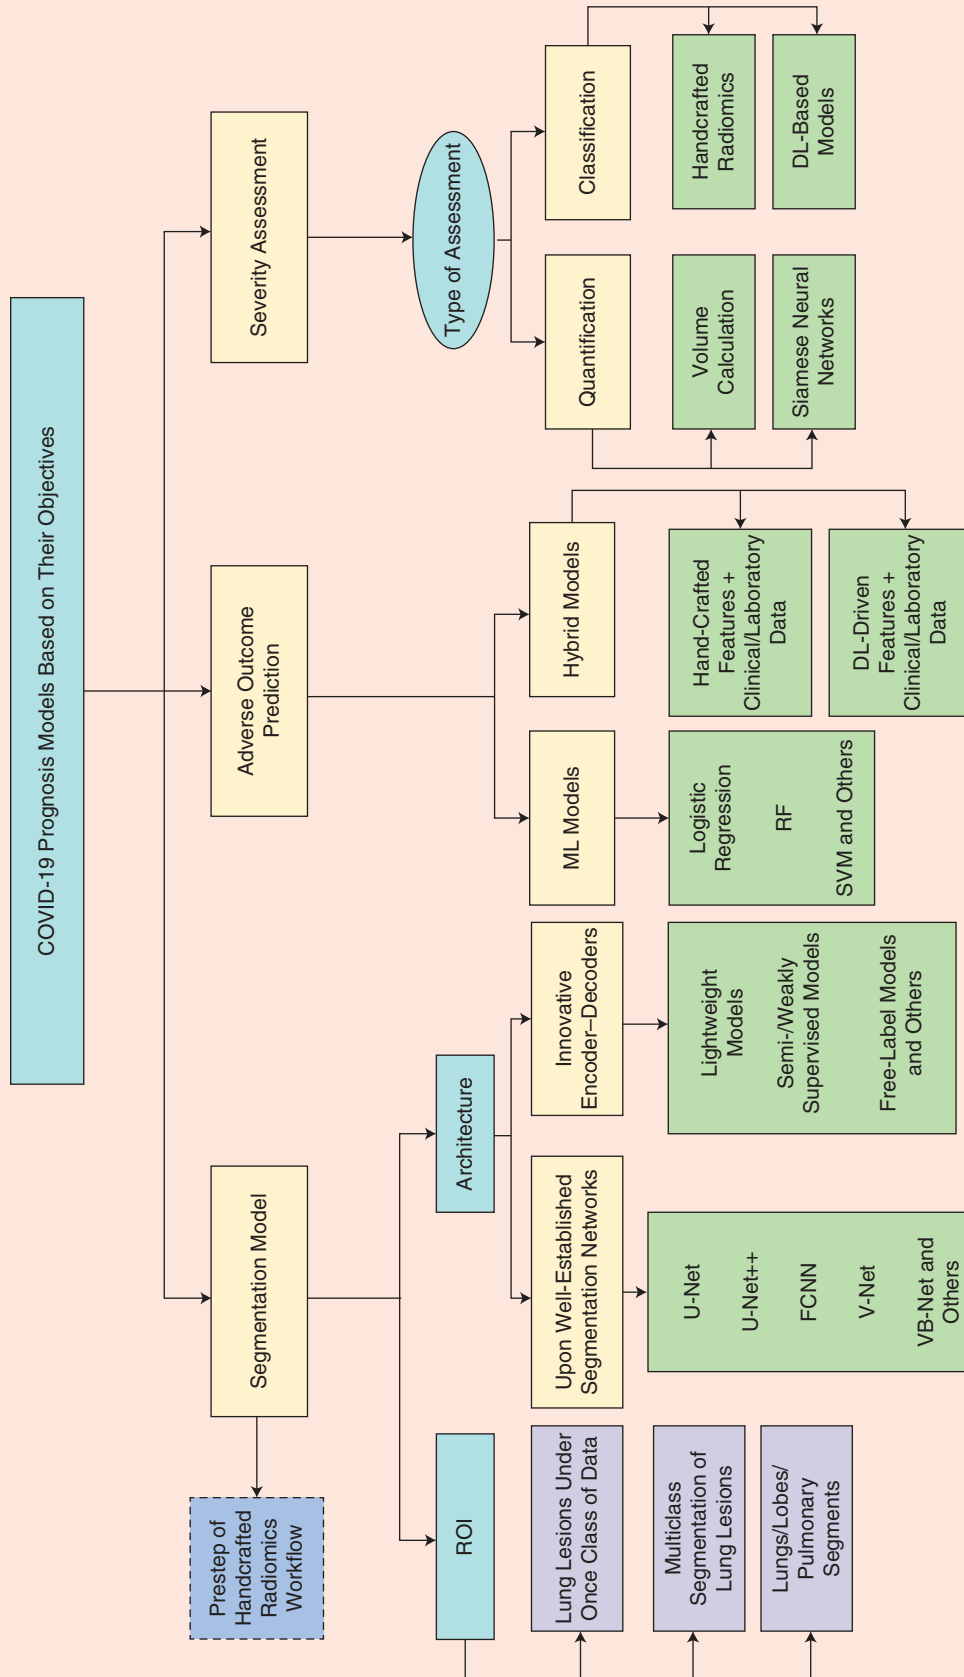 COVID-19 Prognosis Models Based on Their Objectives
Segmentation Model
Adverse Outcome
Prediction
Severity Assessment
Prestep of
Handcrafted
Radiomics
Workflow
ROI
Architecture
Type of Assessment
Lung Lesions Under
Once Class of Data
Multiclass
Segmentation of
Lung Lesions
Lungs/Lobes/
Pulmonary
Segments
Upon Well-Established
Segmentation Networks
U-Net
U-Net++
FCNN
V-Net
VB-Net and
Others
Innovative
Encoder–Decoders
Lightweight
Models
Semi-/Weakly
Supervised Models
Free-Label Models
and Others
ML Models
Logistic
Regression
RF
SVM and Others
Hybrid Models
Hand-Crafted
Features +
Clinical/Laboratory
Data
DL-Driven
Features +
Clinical/Laboratory
Data
Quantification
Volume
Calculation
Siamese Neural
Networks
Classification
Handcrafted
Radiomics
DL-Based
Models